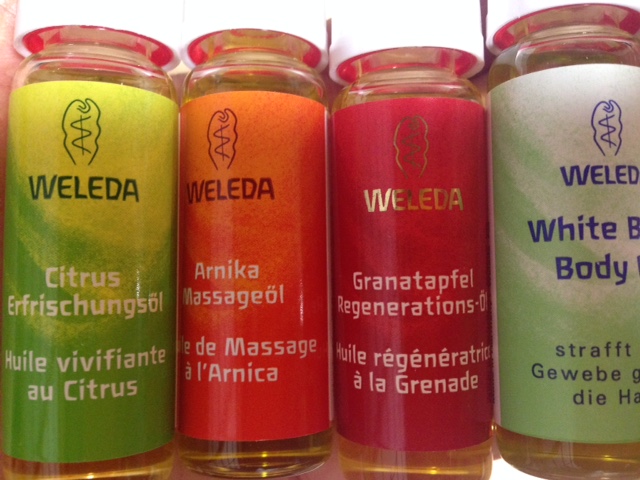 WELEDA
Citrus
Erfrischungsöl
Huile vivifiante
au Citrus
WELEDA
Arnika
Massageöl
de Massage
à l'Arnica
WELEDA
Granatapfel
Regenerations-Öl
Huile régénératrice
à la Grenade
WELED
White B
Body
strafft
Gewebe g
die Ha